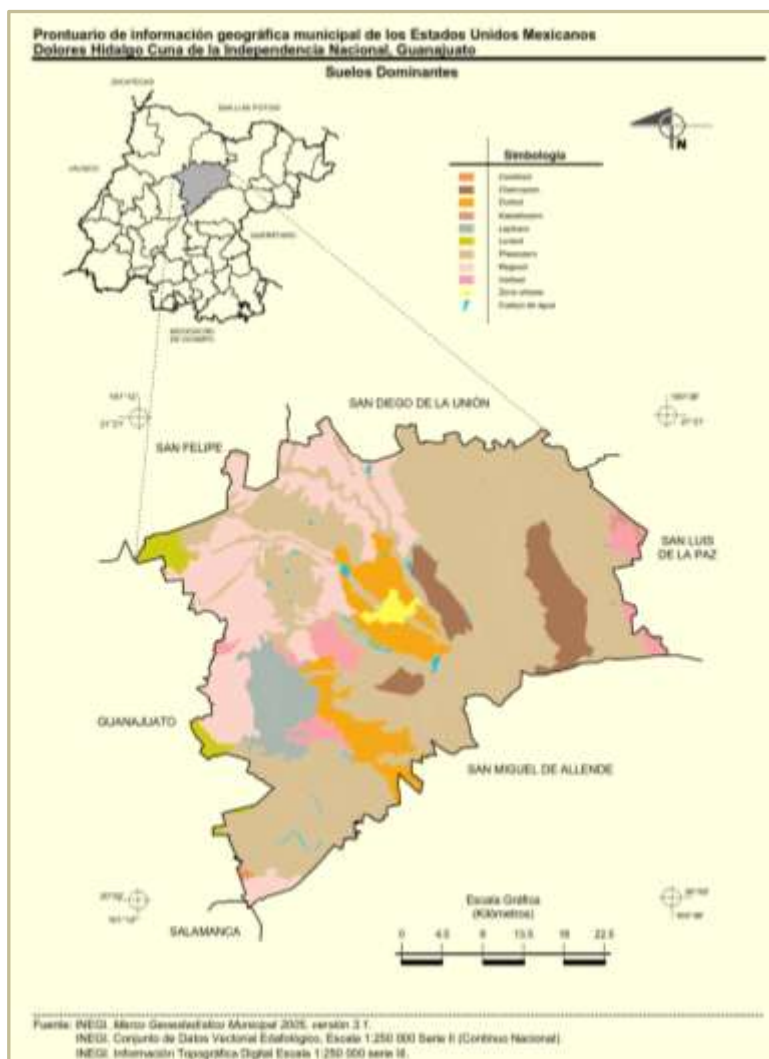 Prontuario de información geográfica municipal de los Estados Unidos Mexicanos
Dolores Hidalgo Cuna de la Independencia Nacional, Guanajuato
Suelos Dominantes
ZACATECAS
SAN LUIS POTOSI
JALISCO
QUERÉTARO
MICHOACÁN
DE OCAMPO
N
Simbología
Cambisol
Chernozem
Durisol
Kastañozem
Leptosol
Luvisol
Phaeozem
Regosol
Vertisol
Zona urbana
Cuerpo de agua
SAN DIEGO DE LA UNIÓN
SAN FELIPE
SAN LUIS
DE LA PAZ
GUANAJUATO
SAN MIGUEL DE ALLENDE
SALAMANCA
Escala Gráfica
(Kilómetros)
0 4.5 9 13.5 18 22.5
Fuente: INEGI. Marco Geoestadístico Municipal 2005, versión 3.1.
INEGI. Conjunto de Datos Vectorial Edafológico, Escala 1:250 000 Serie II (Continuo Nacional).
INEGI. Información Topográfica Digital Escala 1:250 000 serie III.